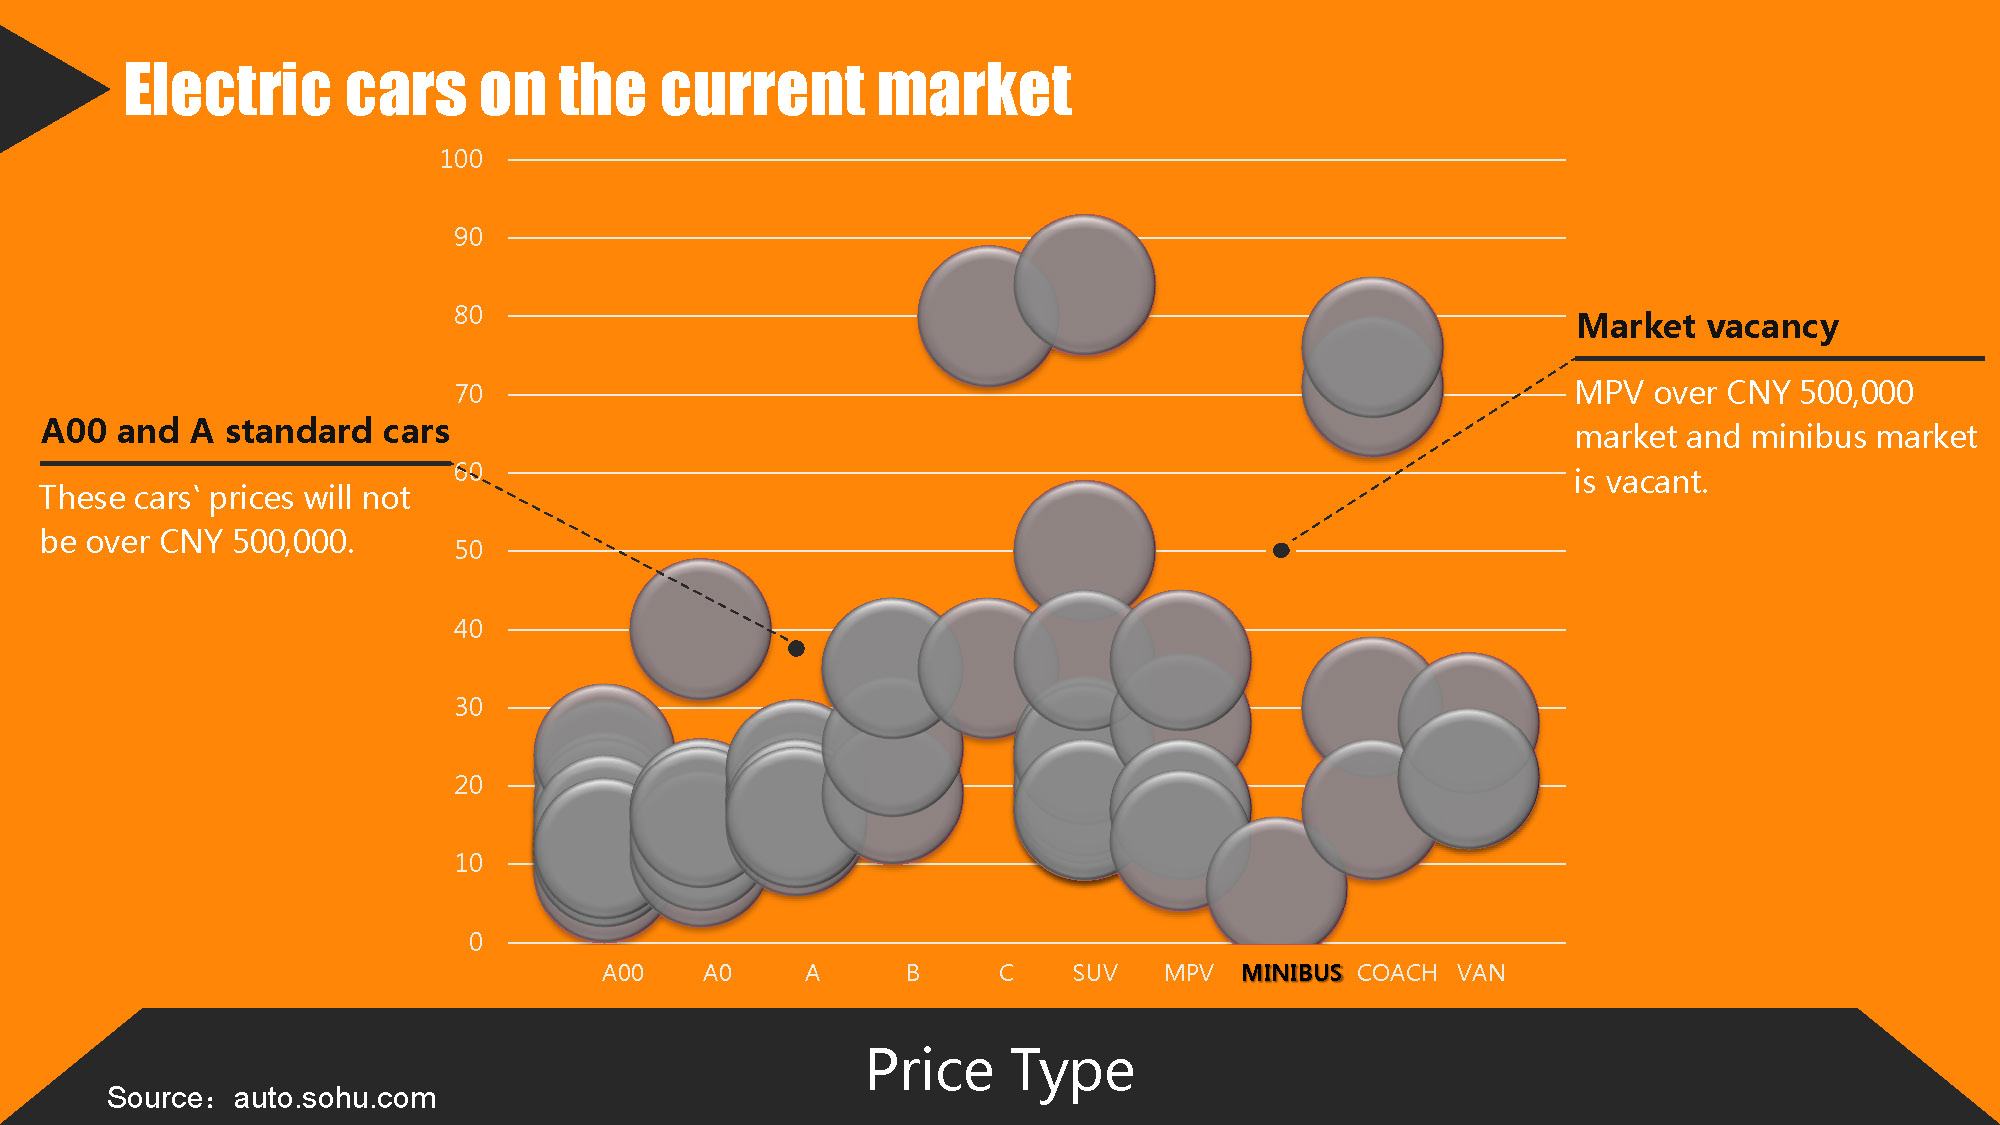 Electric cars on the current market
100
90
80
70
60
50
40
30
20
10
0
A00 and A standard cars
These cars‵ prices will not
be over CNY 500,000.
Market vacancy
MPV over CNY 500,000
market and minibus market
is vacant.
A00 A0 A B C SUV MPV MINIBUS COACH VAN
Price Type
Source：auto.sohu.com